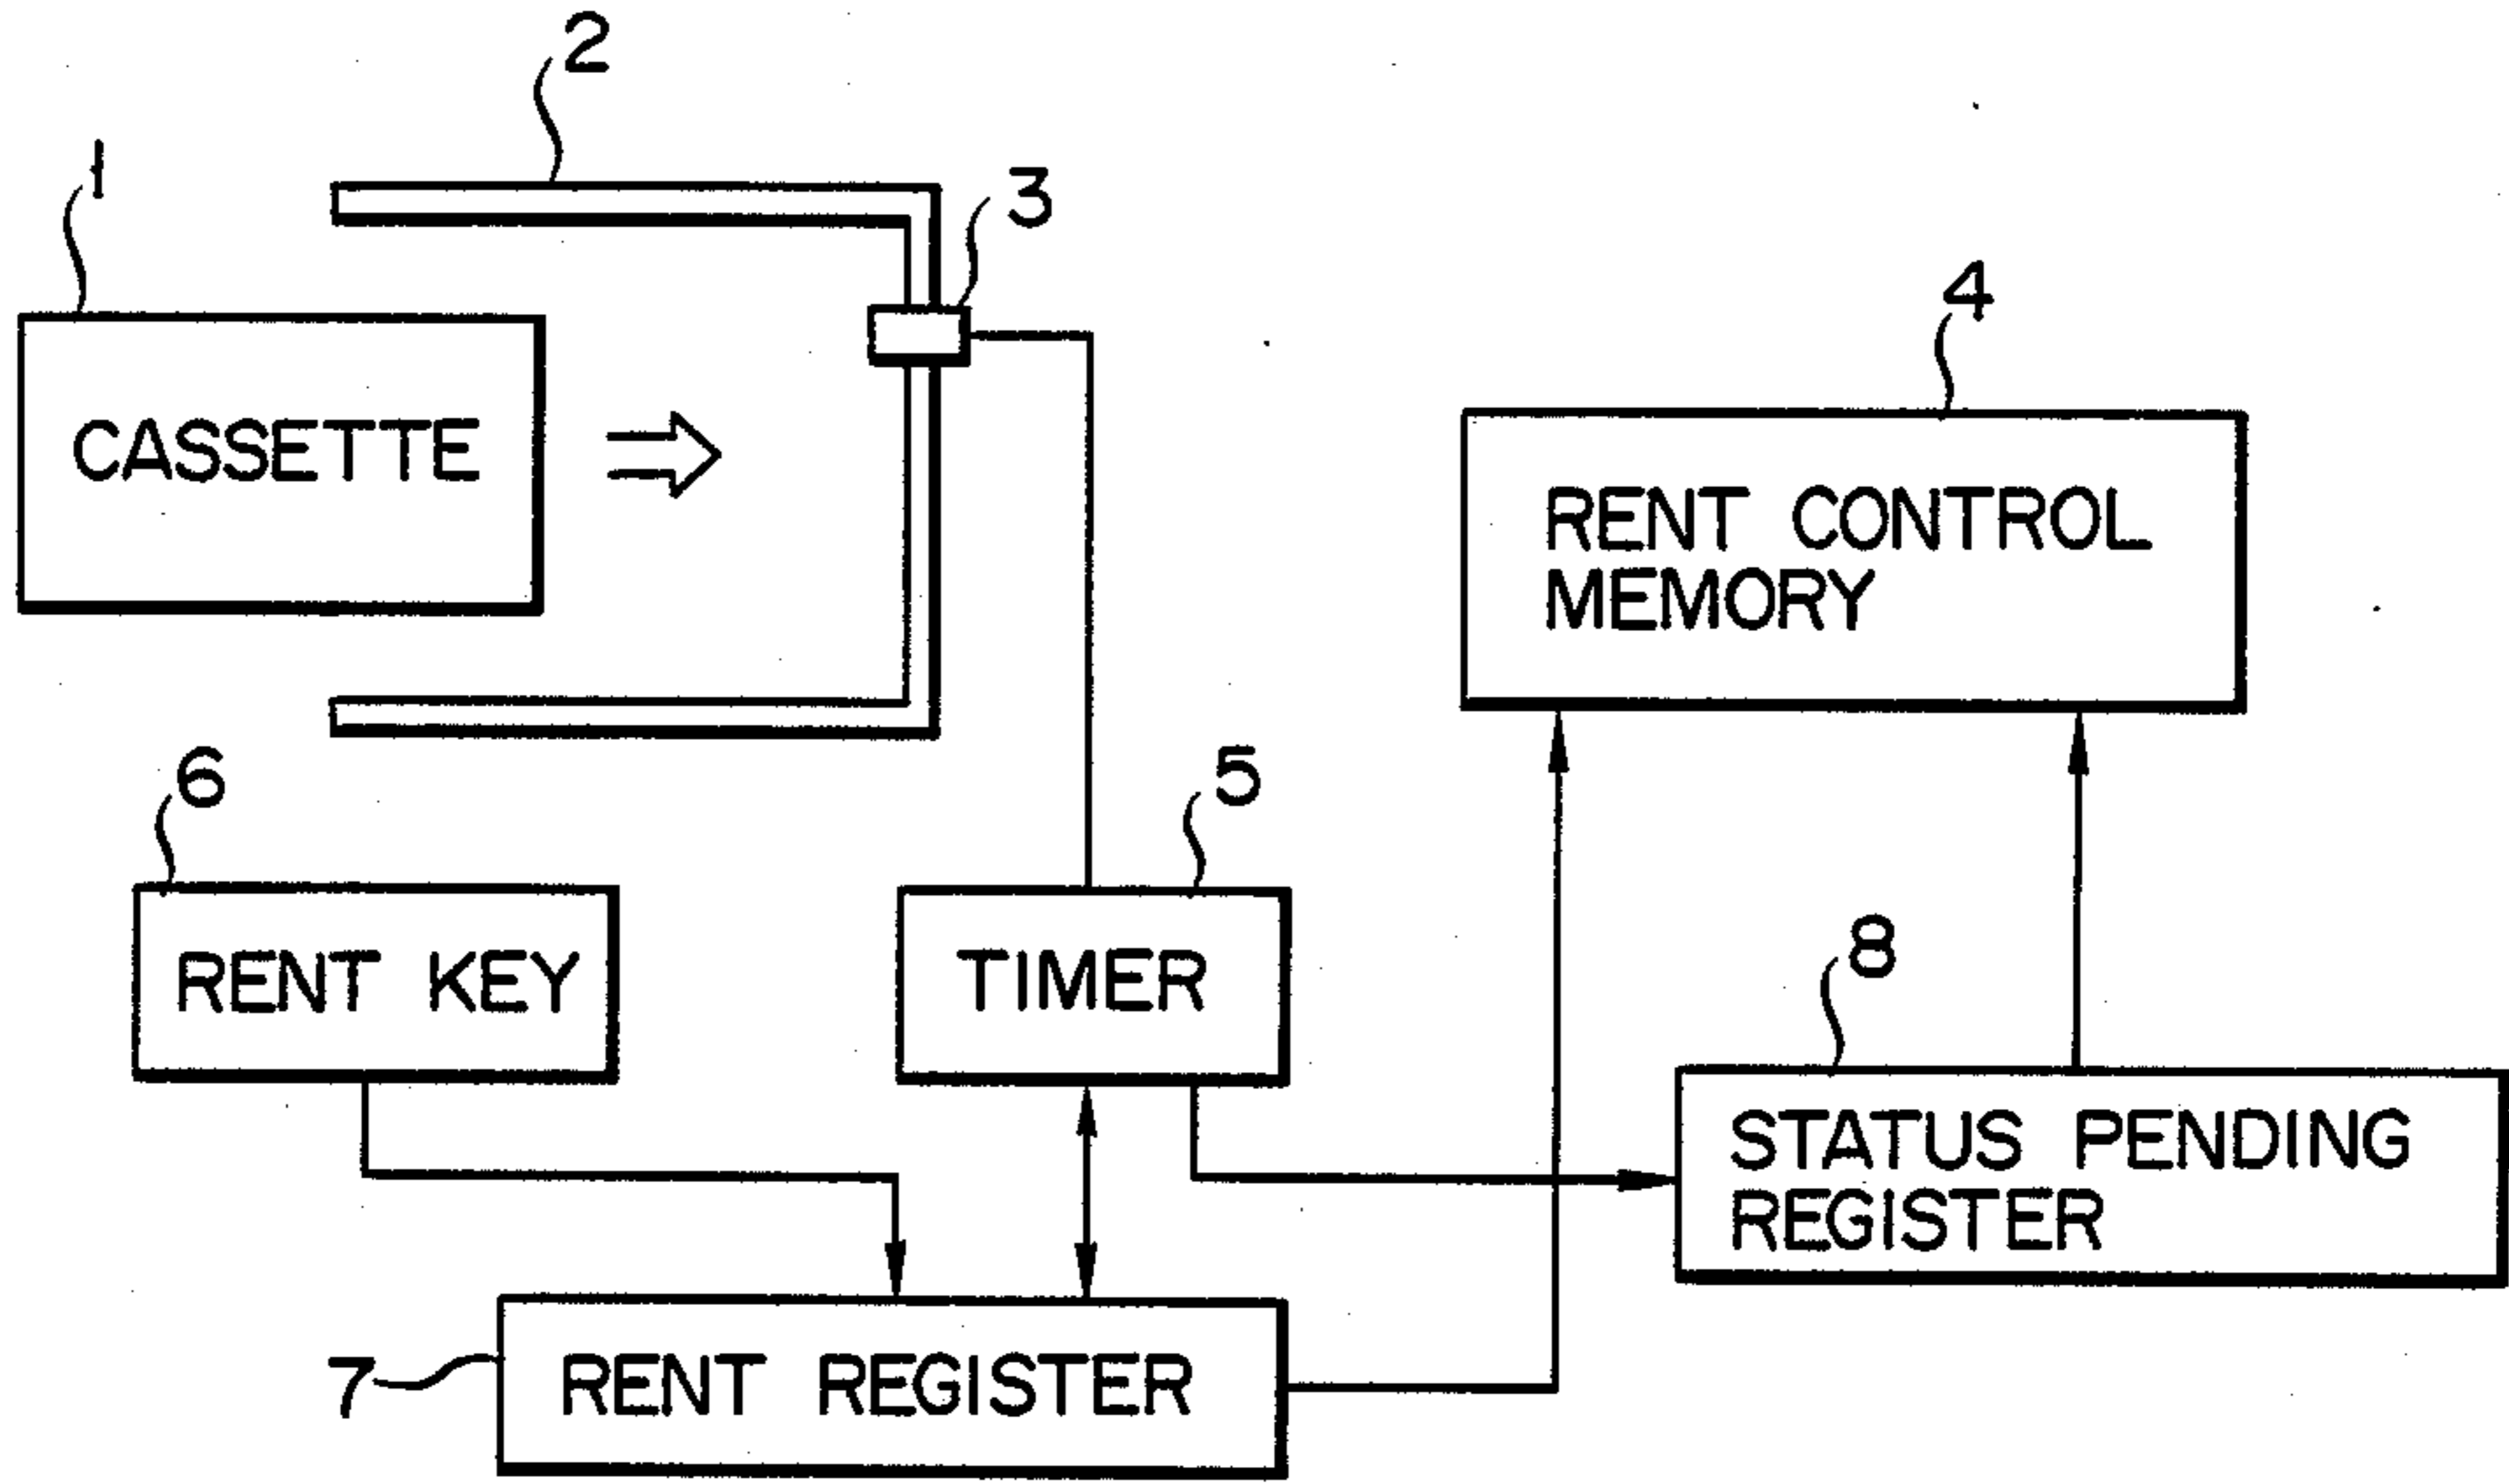 2
1
3
4
CASSETTE
RENT CONTROL
MEMORY
6
5
8
RENT KEY
TIMER
STATUS PENDING
REGISTER
7
RENT REGISTER